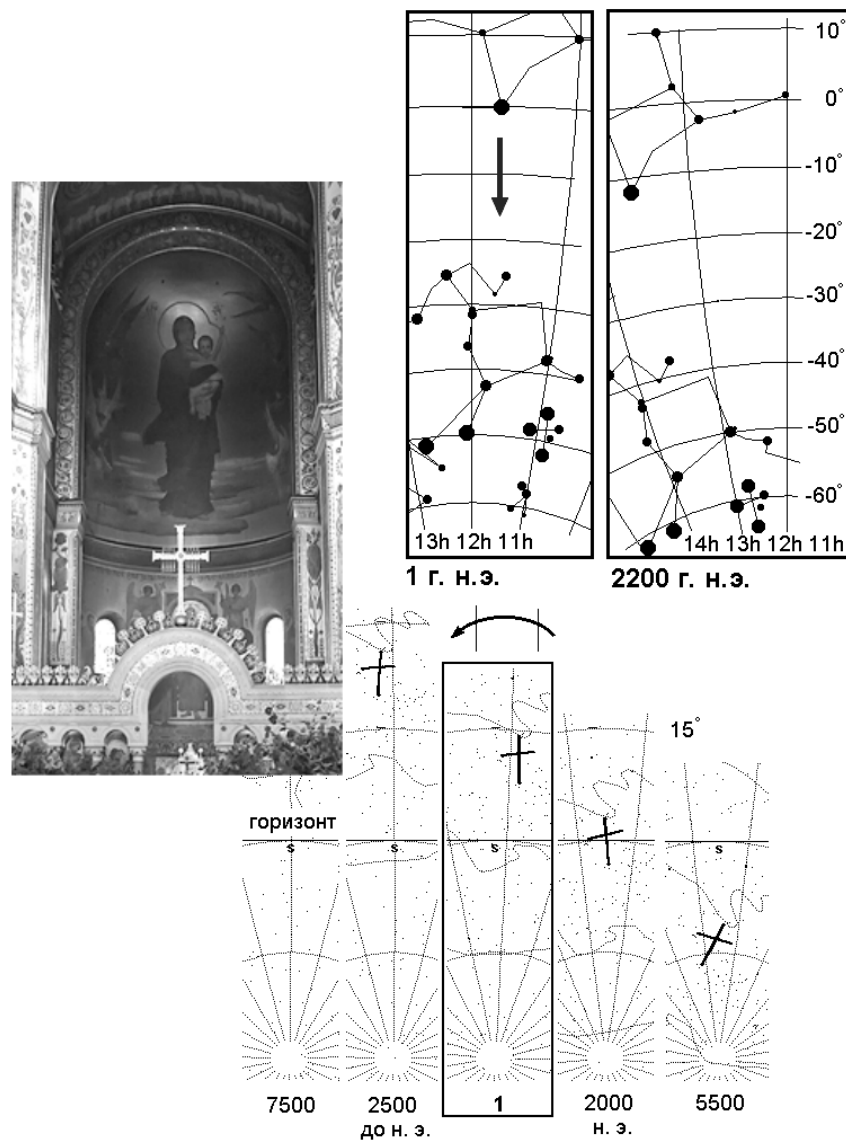 10°
0°
-10°
-20°
-30°
-40°
-50°
-60°
13h 12h 11h
14h 13h 12h 11h
1 г. н.э.
2200 г. н.э.
15°
горизонт
s s s s
7500 2500 1 2000 5500
до н. э. н. э.